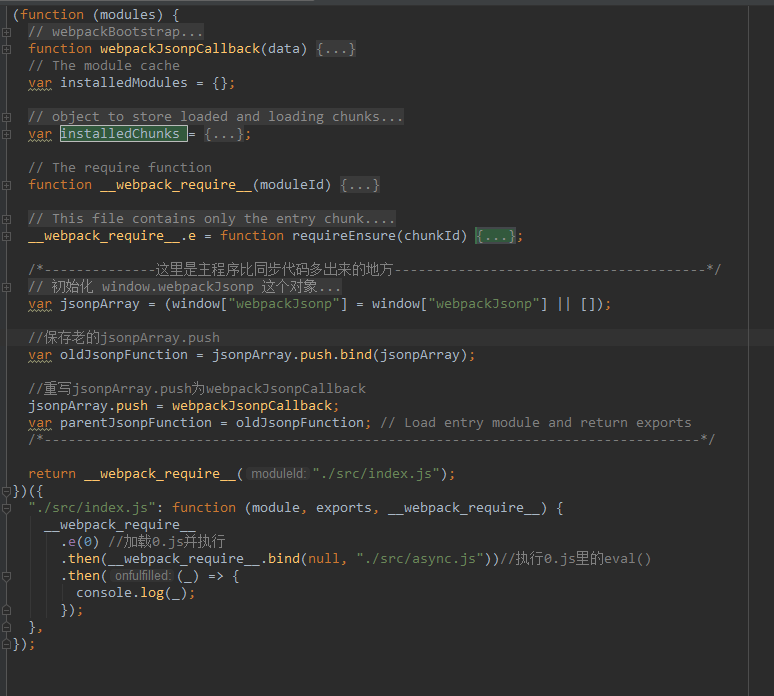 (function (modules) {
// webpackBootstrap...
function webpackJsonpCallback(data) {...}
// The module cache
var installedModules = {};
// object to store loaded and loading chunks...
var installedChunks = {...};
// The require function
function __webpack_require__(moduleId) {...}
// This file contains only the entry chunk....
__webpack_require__.e = function requireEnsure(chunkId) {...};
/*--------------这里是主程序比同步代码多出来的地方---------------------------------------*/
// 初始化 window.webpackJsonp 这个对象...
var jsonpArray = (window["webpackJsonp"] = window["webpackJsonp"] || []);
//保存老的jsonpArray.push
var oldJsonpFunction = jsonpArray.push.bind(jsonpArray);
//重写jsonpArray.push为webpackJsonpCallback
jsonpArray.push = webpackJsonpCallback;
var parentJsonpFunction = oldJsonpFunction; // Load entry module and return exports
/*----------------------------------------------------------------------------------*/
return __webpack_require__( moduleId: "./src/index.js");
})({
"./src/index.js": function (module, exports, __webpack_require__) {
__webpack_require__
.e(0) //加载0.js并执行
.then(__webpack_require__.bind(null, "./src/async.js"))//执行0.js里的eval()
.then( onfulfilled: (_) => {
console.log(_);
});
},
});